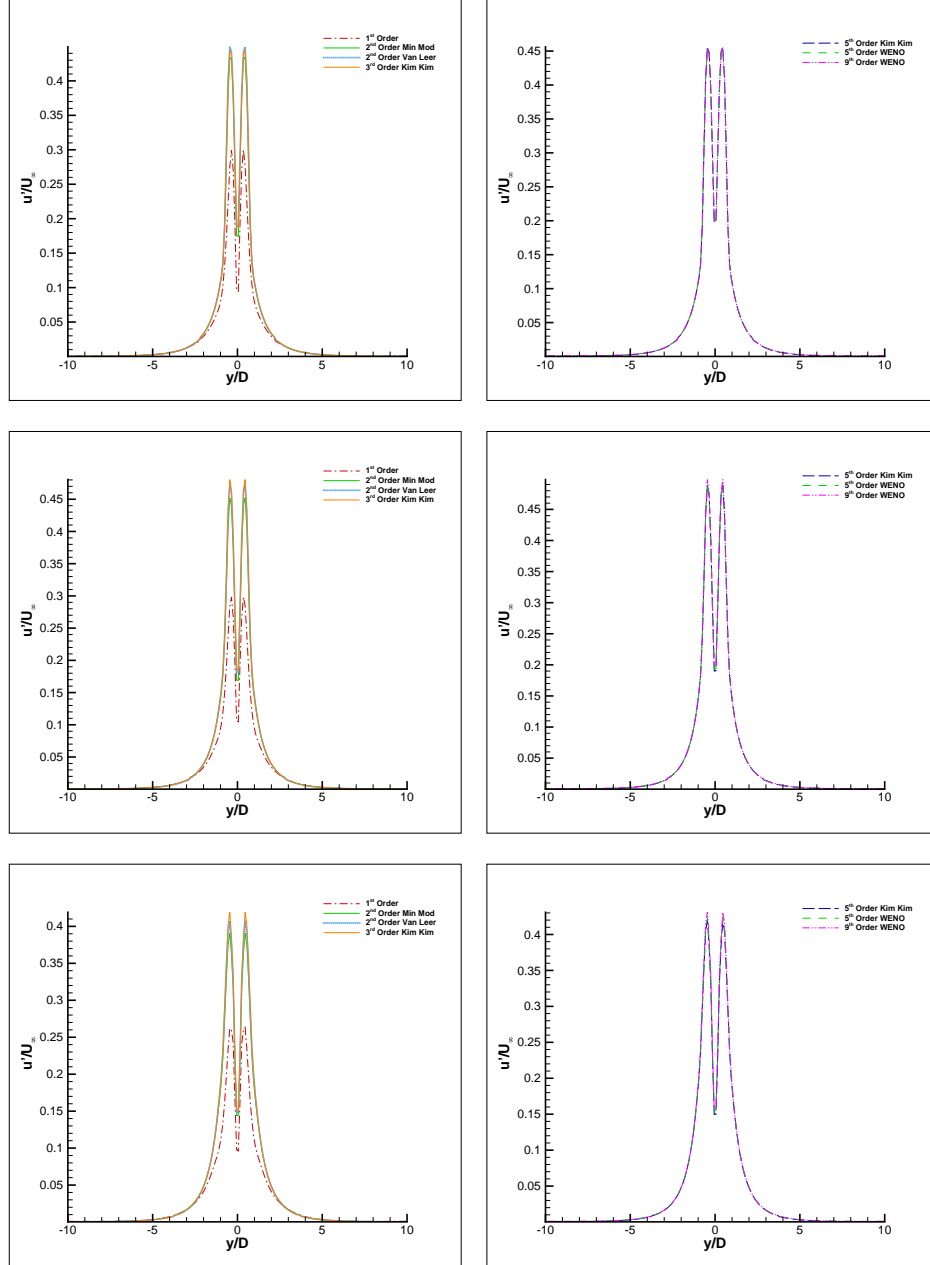 1st Order
2nd Order Min Mod
2nd Order Van Leer
3rd Order Kim Kim
u'/U∞
0.4
0.35
0.3
0.25
0.2
0.15
0.1
0.05
-10 -5 0 5 10
y/D
5th Order Kim Kim
5th Order WENO
9th Order WENO
u'/U∞
0.45
0.4
0.35
0.3
0.25
0.2
0.15
0.1
0.05
-10 -5 0 5 10
y/D
1st Order
2nd Order Min Mod
2nd Order Van Leer
3rd Order Kim Kim
u'/U∞
0.45
0.4
0.35
0.3
0.25
0.2
0.15
0.1
0.05
-10 -5 0 5 10
y/D
5th Order Kim Kim
5th Order WENO
9th Order WENO
u'/U∞
0.45
0.4
0.35
0.3
0.25
0.2
0.15
0.1
0.05
-10 -5 0 5 10
y/D
1st Order
2nd Order Min Mod
2nd Order Van Leer
3rd Order Kim Kim
u'/U∞
0.4
0.35
0.3
0.25
0.2
0.15
0.1
0.05
-10 -5 0 5 10
y/D
5th Order Kim Kim
5th Order WENO
9th Order WENO
u'/U∞
0.4
0.35
0.3
0.25
0.2
0.15
0.1
0.05
-10 -5 0 5 10
y/D